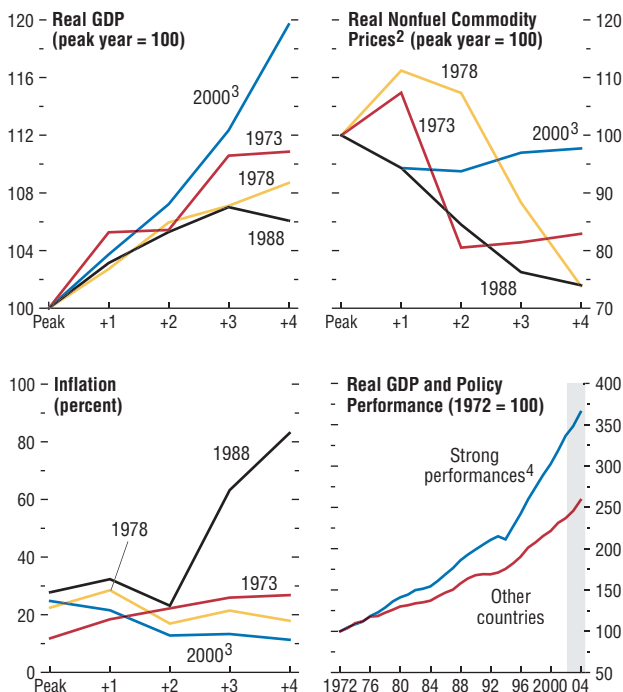 Real GDP
(peak year = 100)
120
116
112
108
104
100
2000³
1973
1978
1988
Peak +1 +2 +3 +4
Real Nonfuel Commodity
Prices² (peak year = 100)
120
110
100
90
80
70
1978
1973
2000³
1988
Peak +1 +2 +3 +4
Inflation
(percent)
100
80
60
40
20
0
1988
1978
1973
2000³
Peak +1 +2 +3 +4
Real GDP and Policy
Performance (1972 = 100)
400
350
300
250
200
150
100
50
Strong
performances⁴
Other
countries
1972 76 80 84 88 92 96 2000 04